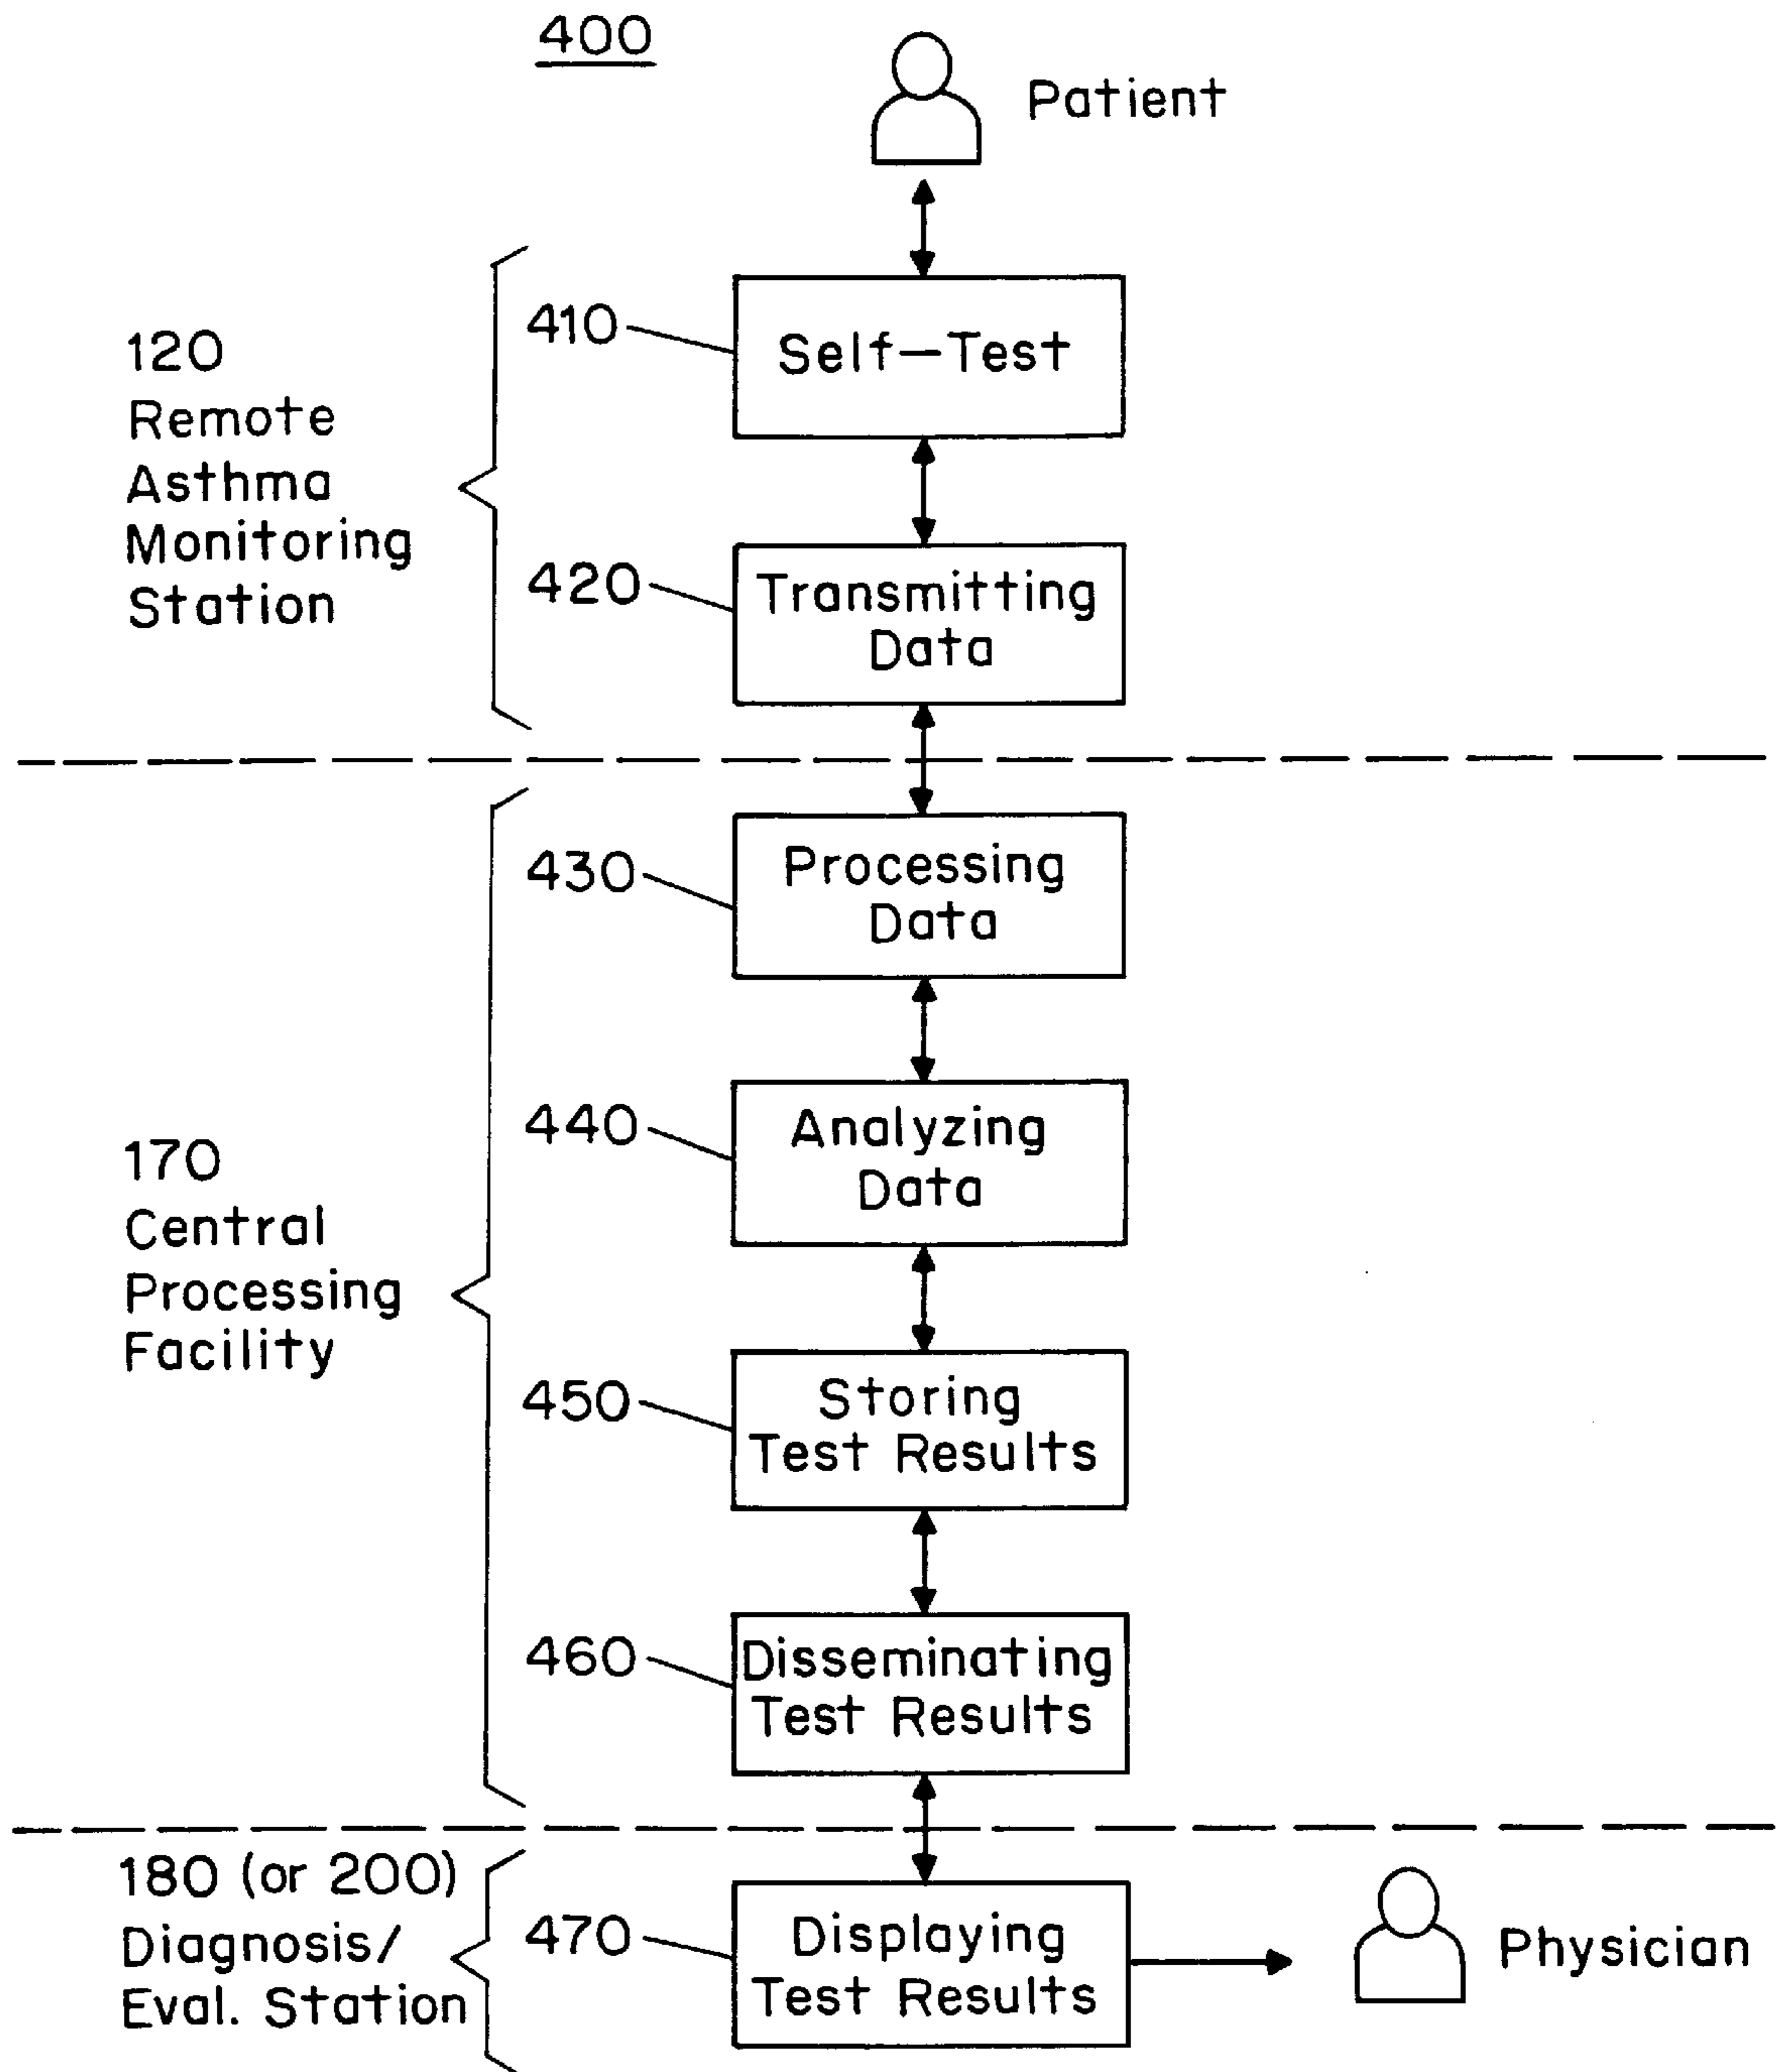 400
Patient
120
Remote
Asthma
Monitoring
Station
410
Self-Test
420
Transmitting
Data
170
Central
Processing
Facility
430
Processing
Data
440
Analyzing
Data
450
Storing
Test Results
460
Disseminating
Test Results
180 (or 200)
Diagnosis/
Eval. Station
470
Displaying
Test Results
Physician